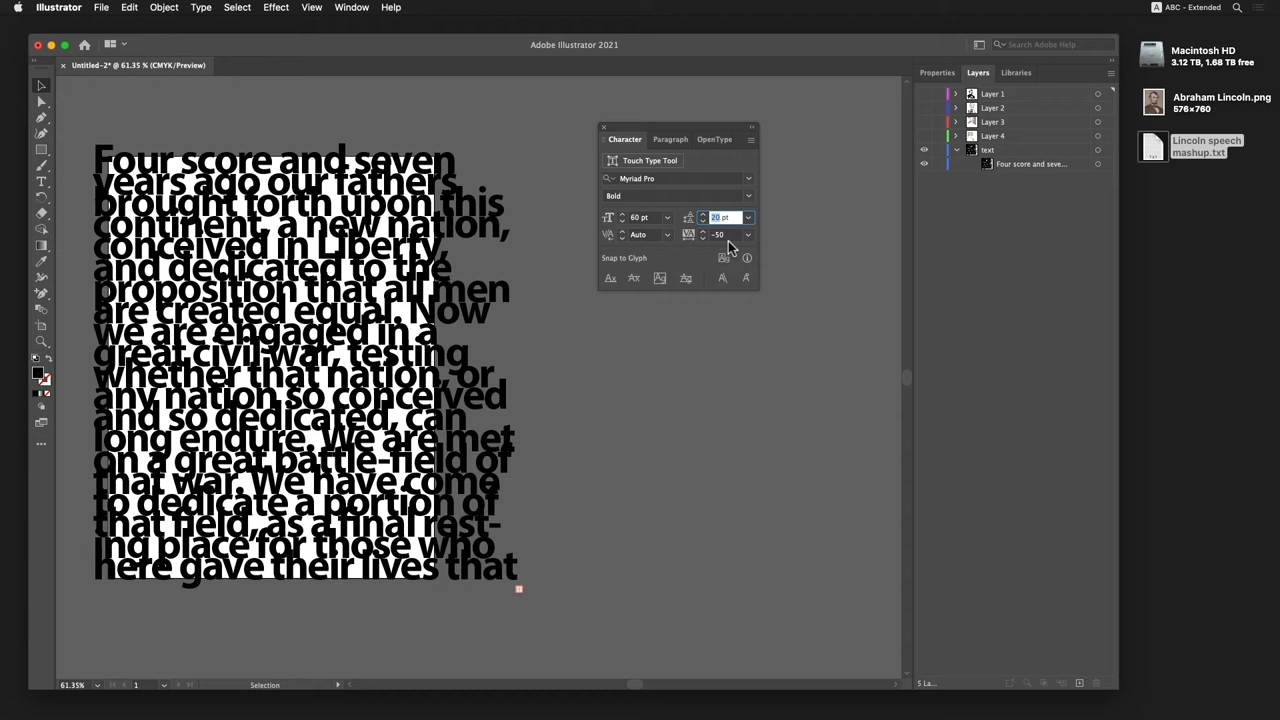 Illustrator File Edit Object Type Select Effect View Window Help
A ABC - Extended
Adobe Illustrator 2021
Search Adobe Help
× Untitled-2* @ 61.35 % (CMYK/Preview)
Properties Layers Libraries
Layer 1
Layer 2
Layer 3
Layer 4
text
Four score and seve...
Macintosh HD
3.12 TB, 1.68 TB free
Abraham Lincoln.png
576×760
Lincoln speech
mashup.txt
Character Paragraph OpenType
Touch Type Tool
Myriad Pro
Bold
60 pt 20 pt
Auto -50
Snap to Glyph
Four score and seven
years ago our fathers
brought forth upon this
continent, a new nation,
conceived in Liberty,
and dedicated to the
proposition that all men
are created equal. Now
we are engaged in a
great civil war, testing
whether that nation, or
any nation so conceived
and so dedicated, can
long endure. We are met
on a great battle-field of
that war. We have come
to dedicate a portion of
that field, as a final rest-
ing place for those who
here gave their lives that
61.35% 1 Selection
5 La...